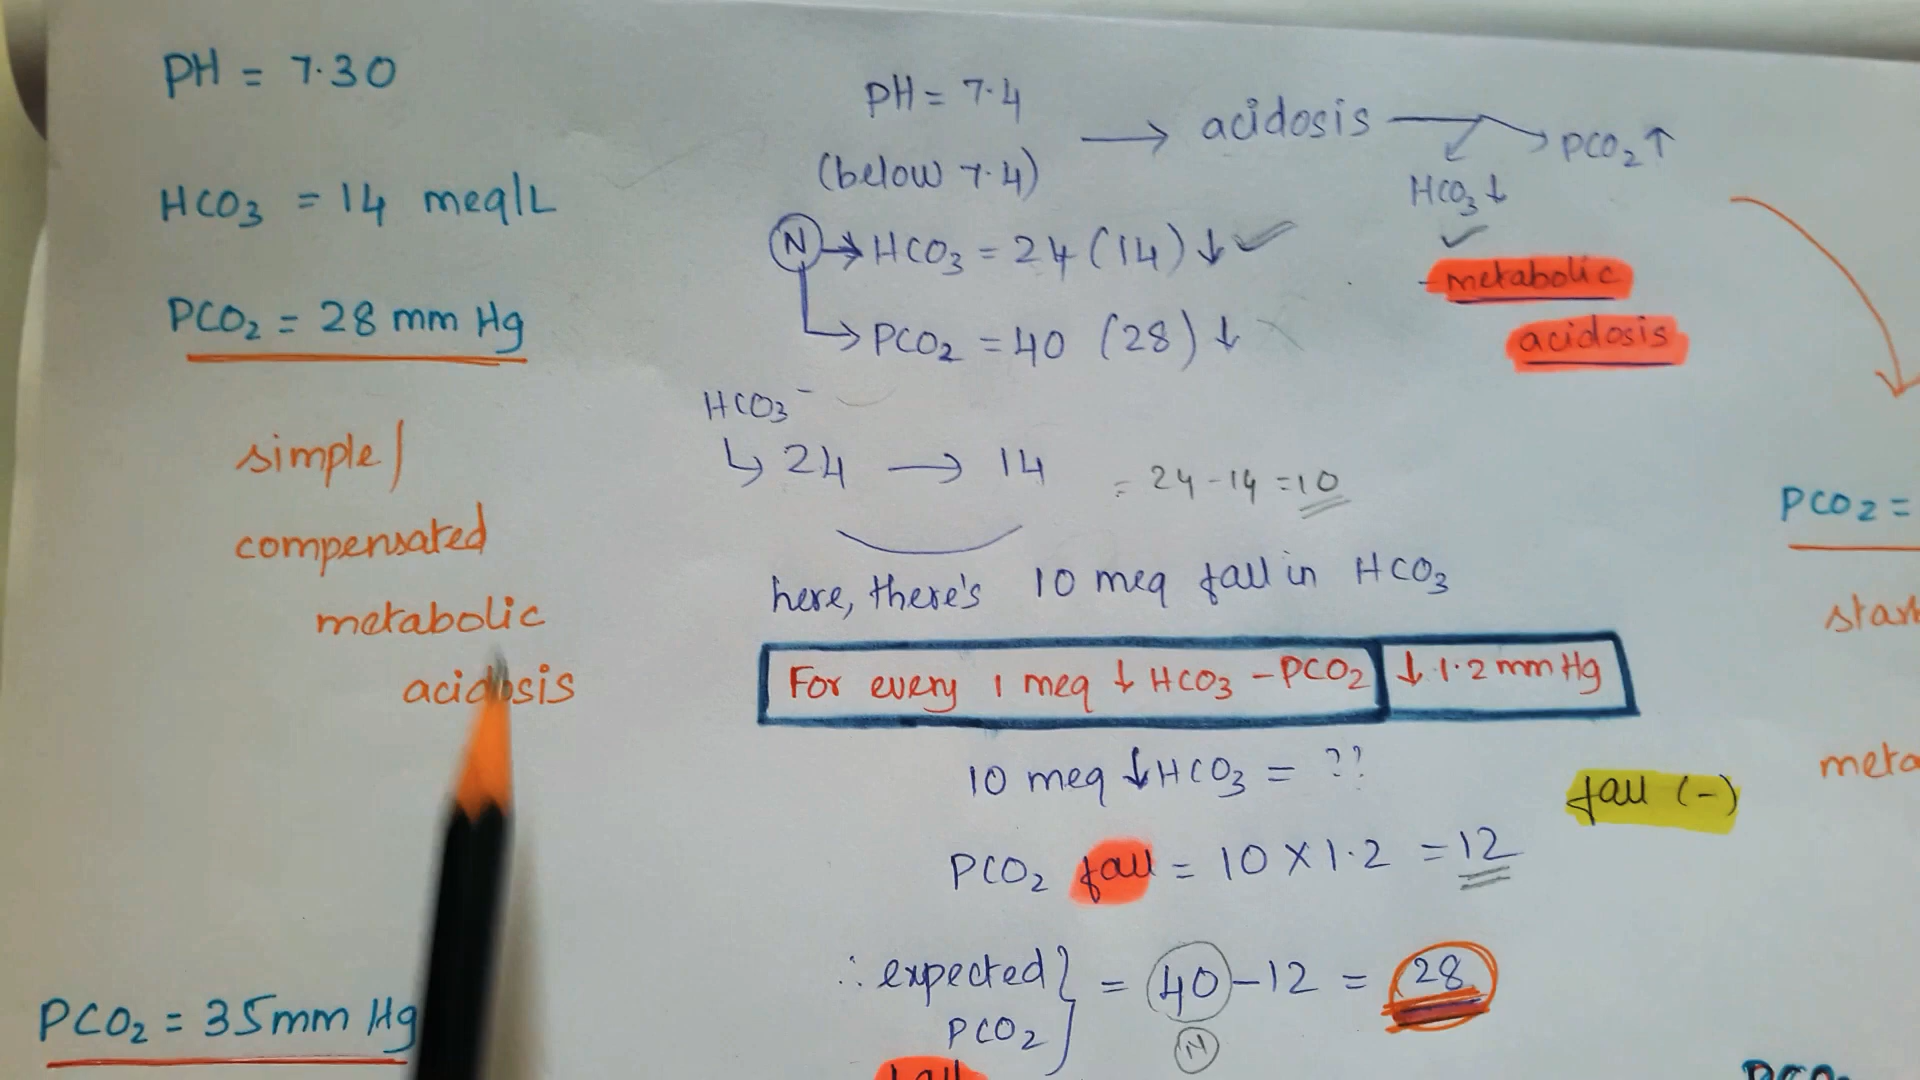 PH = 7.30
HCO3 = 14 meq/L
PCO2 = 28 mm Hg
simple/
compensated
metabolic
acidosis
PCO2 = 35mm Hg
PH = 7.4
(below 7.4)
→ acidosis
PCO2 ↑
HCO3 ↓
✓
metabolic
acidosis
N → HCO3 = 24 (14) ↓ ✓
→ PCO2 = 40 (28) ↓
HCO3⁻
↳ 24 → 14 = 24 - 14 = 10
here, there's 10 meq fall in HCO3
For every 1 meq ↓ HCO3 - PCO2 ↓ 1.2 mm Hg
10 meq ↓ HCO3 = ??
fall (-)
PCO2 fall = 10 X 1.2 = 12
∴ expected } = 40 - 12 = 28
PCO2
N
PCO2 =